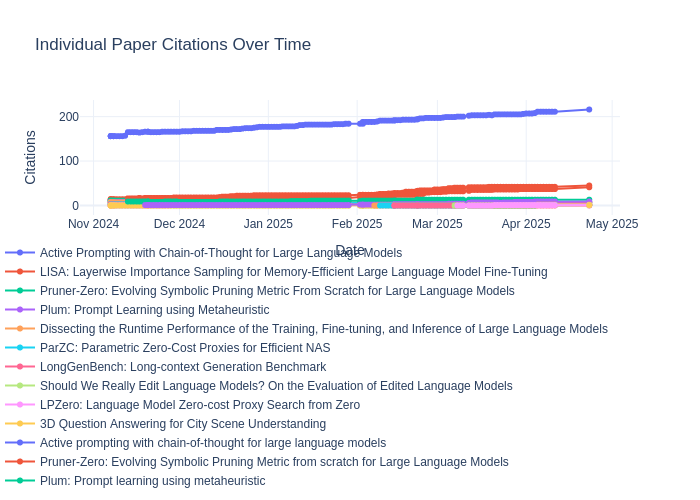 Individual Paper Citations Over Time
Citations
200
100
0
Nov 2024 Dec 2024 Jan 2025 Feb 2025 Mar 2025 Apr 2025 May 2025
Date
Active Prompting with Chain-of-Thought for Large Language Models
LISA: Layerwise Importance Sampling for Memory-Efficient Large Language Model Fine-Tuning
Pruner-Zero: Evolving Symbolic Pruning Metric From Scratch for Large Language Models
Plum: Prompt Learning using Metaheuristic
Dissecting the Runtime Performance of the Training, Fine-tuning, and Inference of Large Language Models
ParZC: Parametric Zero-Cost Proxies for Efficient NAS
LongGenBench: Long-context Generation Benchmark
Should We Really Edit Language Models? On the Evaluation of Edited Language Models
LPZero: Language Model Zero-cost Proxy Search from Zero
3D Question Answering for City Scene Understanding
Active prompting with chain-of-thought for large language models
Pruner-Zero: Evolving Symbolic Pruning Metric from scratch for Large Language Models
Plum: Prompt learning using metaheuristic